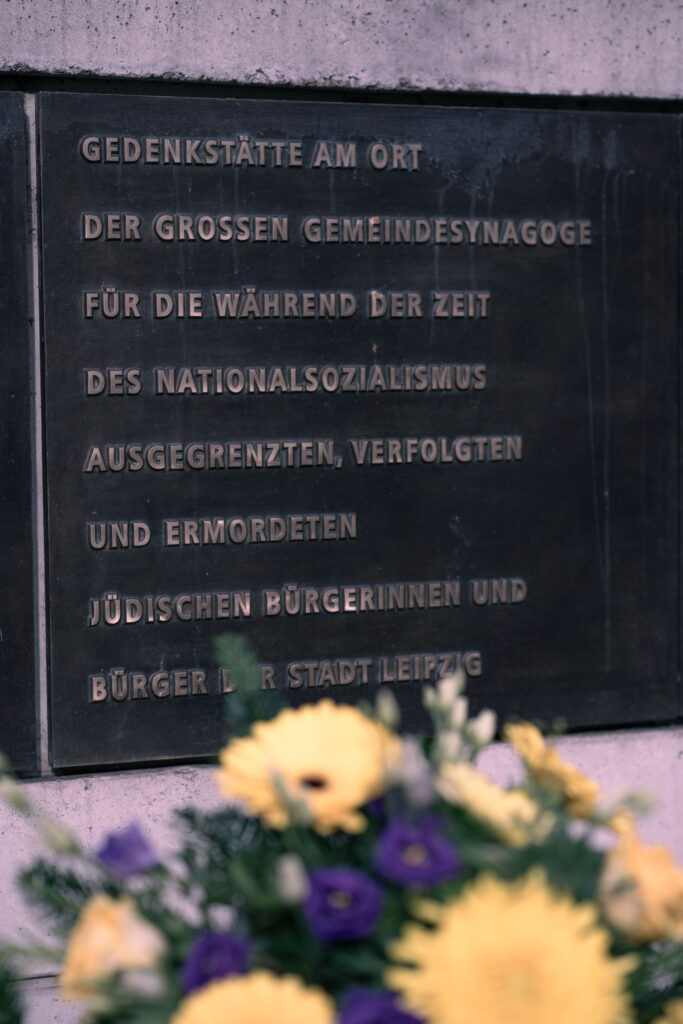 GEDENKSTÄTTE AM ORT
DER GROSSEN GEMEINDESYNAGOGE
FÜR DIE WÄHREND DER ZEIT
DES NATIONALSOZIALISMUS
AUSGEGRENZTEN, VERFOLGTEN
UND ERMORDETEN
JÜDISCHEN BÜRGERINNEN UND
BÜRGER DER STADT LEIPZIG